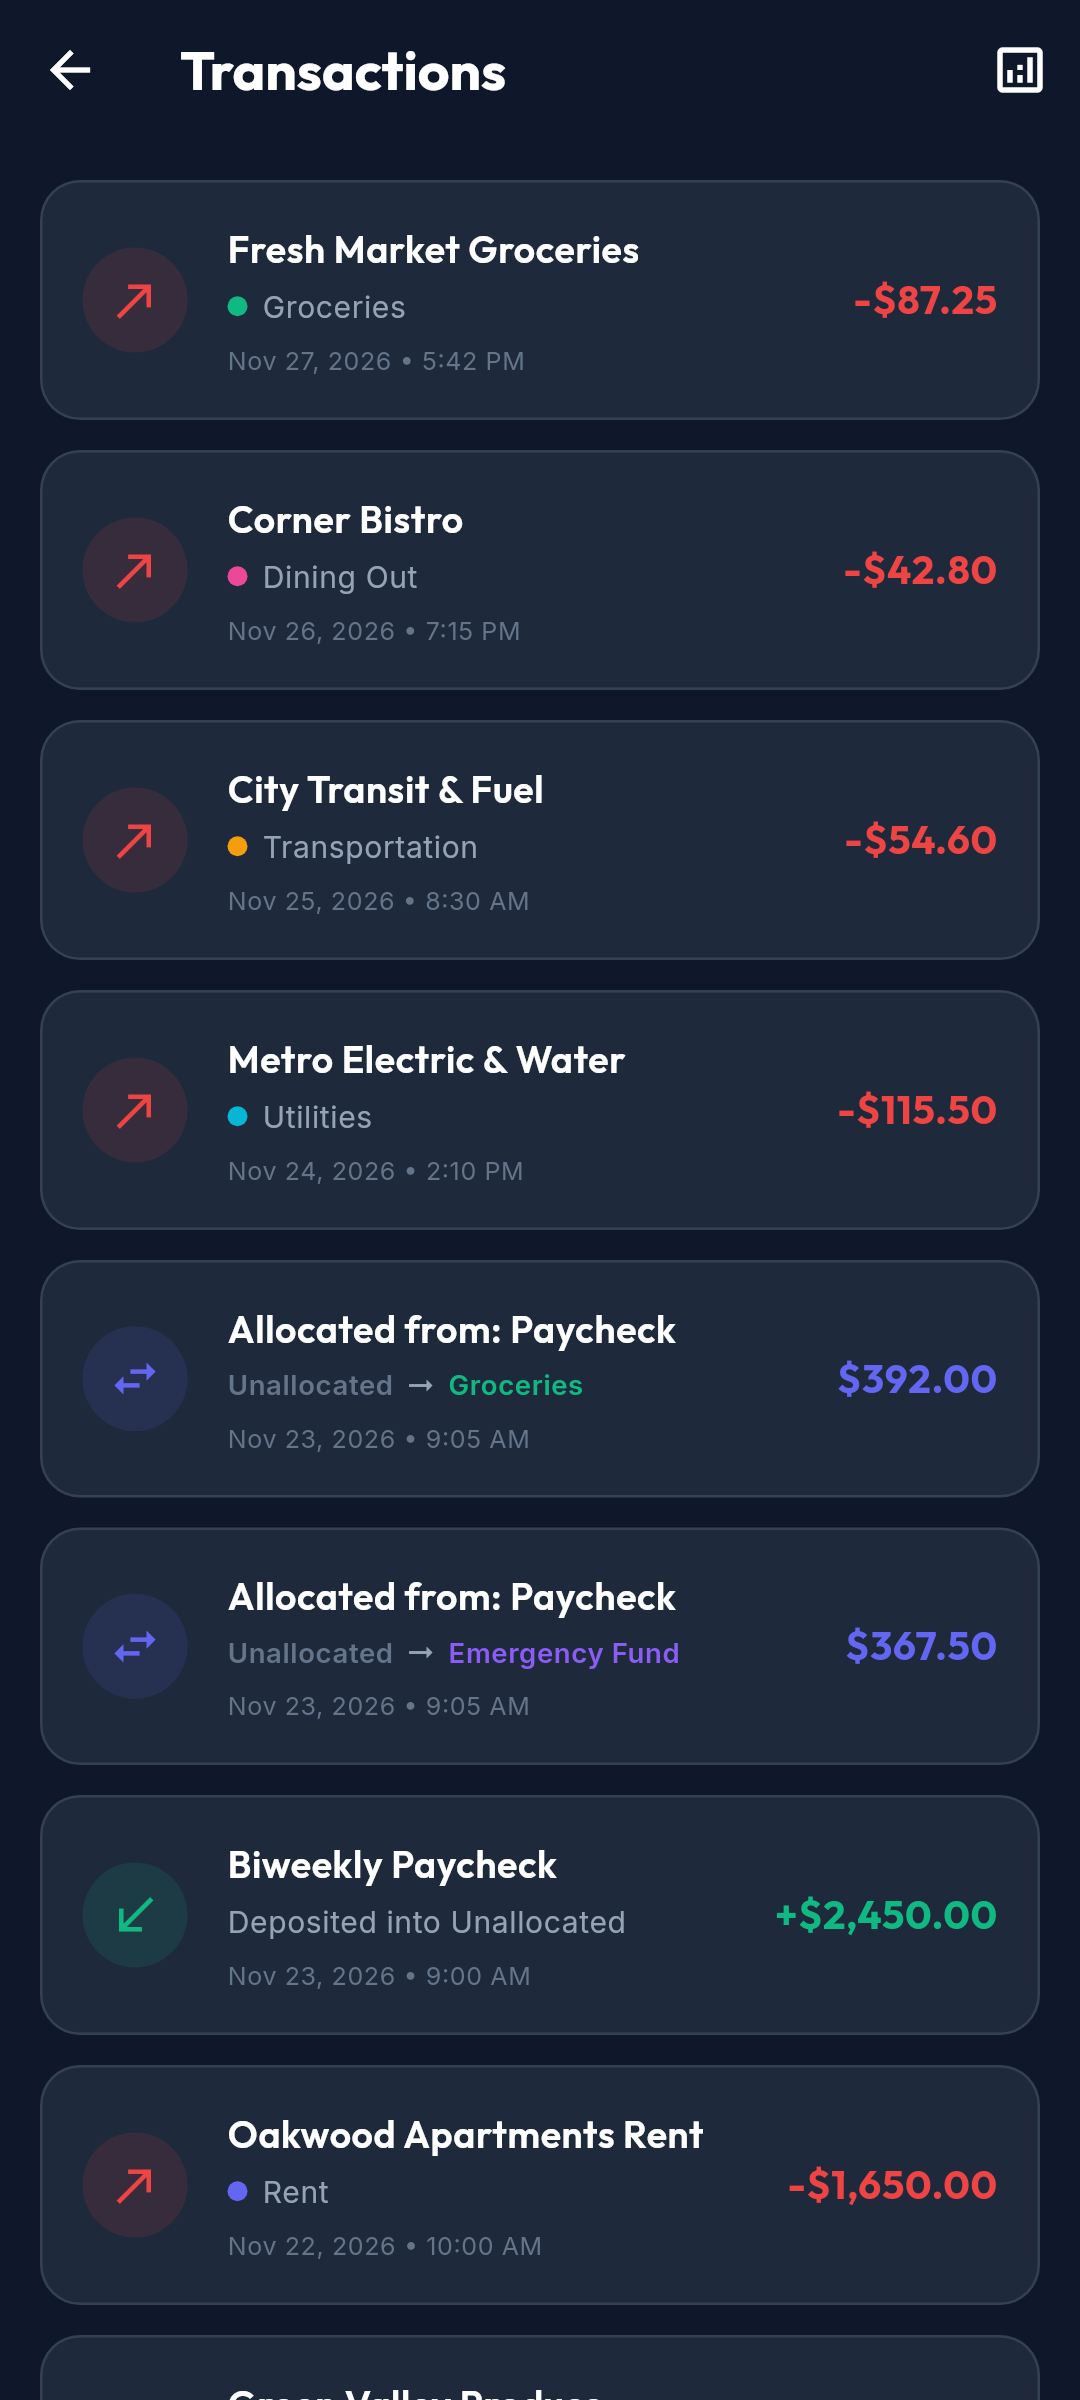 Transactions
Fresh Market Groceries
Groceries
-$87.25
Nov 27, 2026 • 5:42 PM
Corner Bistro
Dining Out
-$42.80
Nov 26, 2026 • 7:15 PM
City Transit & Fuel
Transportation
-$54.60
Nov 25, 2026 • 8:30 AM
Metro Electric & Water
Utilities
-$115.50
Nov 24, 2026 • 2:10 PM
Allocated from: Paycheck
Unallocated → Groceries
$392.00
Nov 23, 2026 • 9:05 AM
Allocated from: Paycheck
Unallocated → Emergency Fund
$367.50
Nov 23, 2026 • 9:05 AM
Biweekly Paycheck
Deposited into Unallocated
+$2,450.00
Nov 23, 2026 • 9:00 AM
Oakwood Apartments Rent
Rent
-$1,650.00
Nov 22, 2026 • 10:00 AM
Green Valley Produce